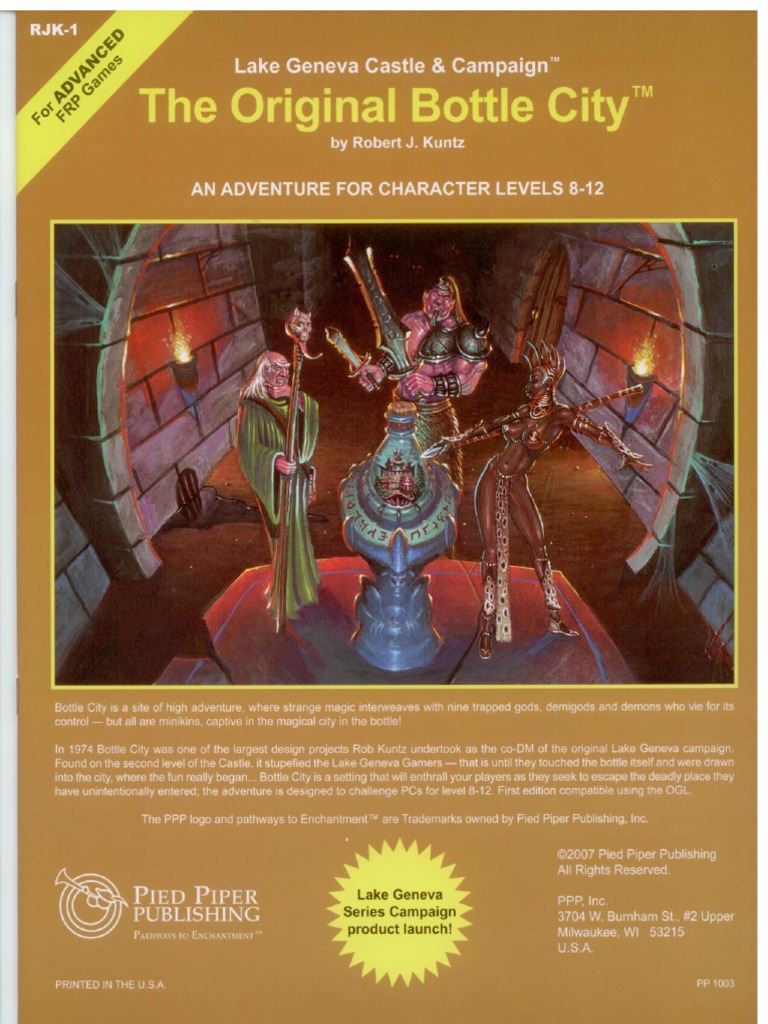 RJK-1
For ADVANCED
FRP Games
Lake Geneva Castle & Campaign™
The Original Bottle City™
by Robert J. Kuntz
AN ADVENTURE FOR CHARACTER LEVELS 8-12
Bottle City is a site of high adventure, where strange magic interweaves with nine trapped gods, demigods and demons who vie for its
control — but all are minikins, captive in the magical city in the bottle!
In 1974 Bottle City was one of the largest design projects Rob Kuntz undertook as the co-DM of the original Lake Geneva campaign.
Found on the second level of the Castle, it stupefied the Lake Geneva Gamers — that is until they touched the bottle itself and were drawn
into the city, where the fun really began... Bottle City is a setting that will enthrall your players as they seek to escape the deadly place they
have unintentionally entered; the adventure is designed to challenge PCs for level 8-12. First edition compatible using the OGL.
The PPP logo and pathways to Enchantment™ are Trademarks owned by Pied Piper Publishing, Inc.
PIED PIPER
PUBLISHING
PATHWAYS TO ENCHANTMENT™
Lake Geneva
Series Campaign
product launch!
©2007 Pied Piper Publishing
All Rights Reserved.
PPP, Inc.
3704 W. Burnham St., #2 Upper
Milwaukee, WI 53215
U.S.A.
PRINTED IN THE U.S.A.
PP 1003